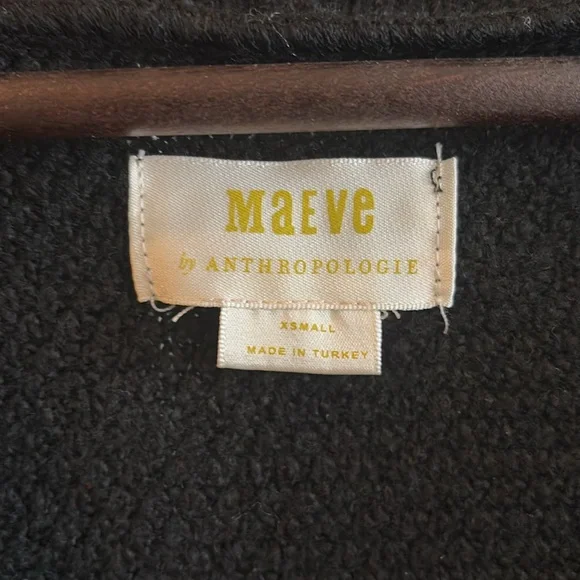 MaEVe
by ANTHROPOLOGIE
XSMALL
MADE IN TURKEY